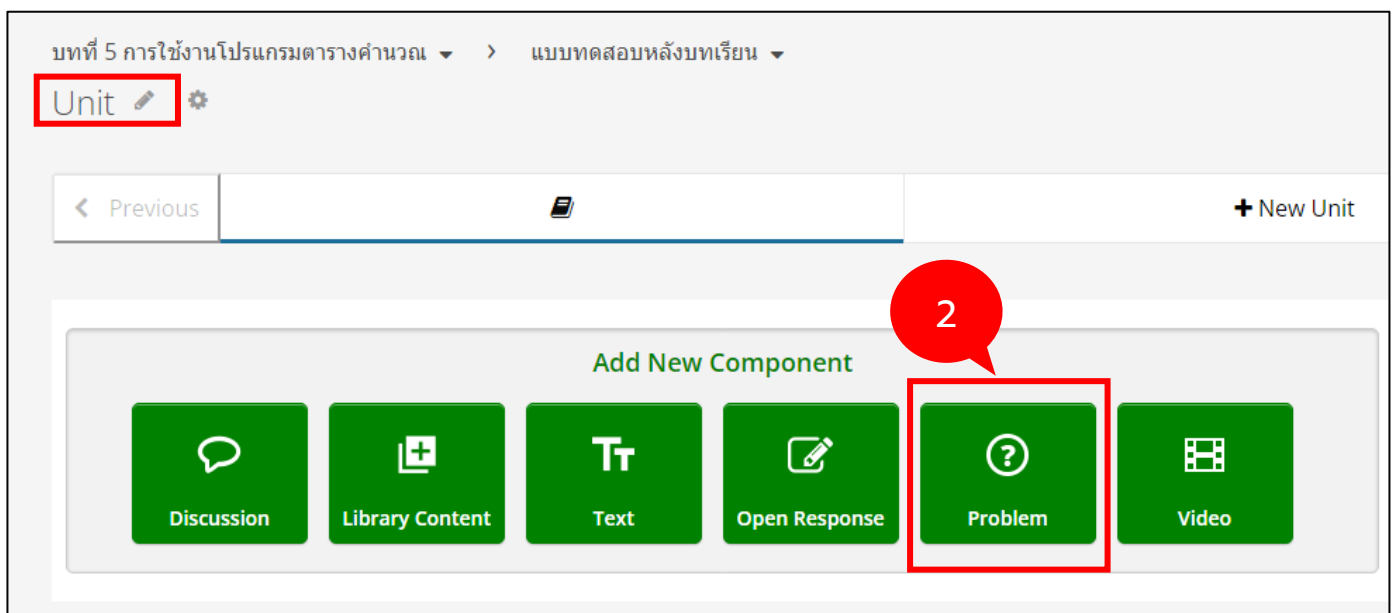 บทที่ 5 การใช้งานโปรแกรมตารางคำนวณ > แบบทดสอบหลังบทเรียน
Unit
Previous + New Unit
2
Add New Component
Discussion Library Content Text Open Response Problem Video